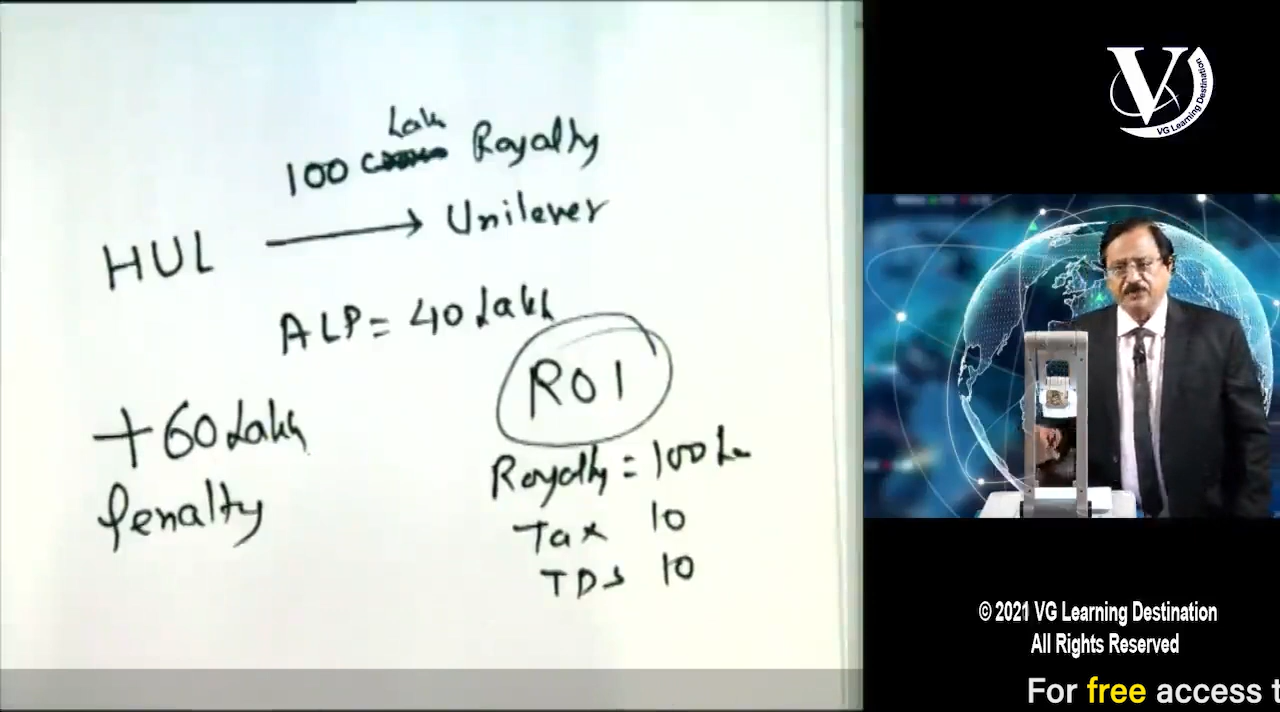 Lakh
100 Royalty
HUL → Unilever
ALP = 40 Lakh
ROI
+60 Lakh
Penalty
Royalty = 100 La
Tax 10
TDS 10
V
VG Learning Destination
© 2021 VG Learning Destination
All Rights Reserved
For free access t